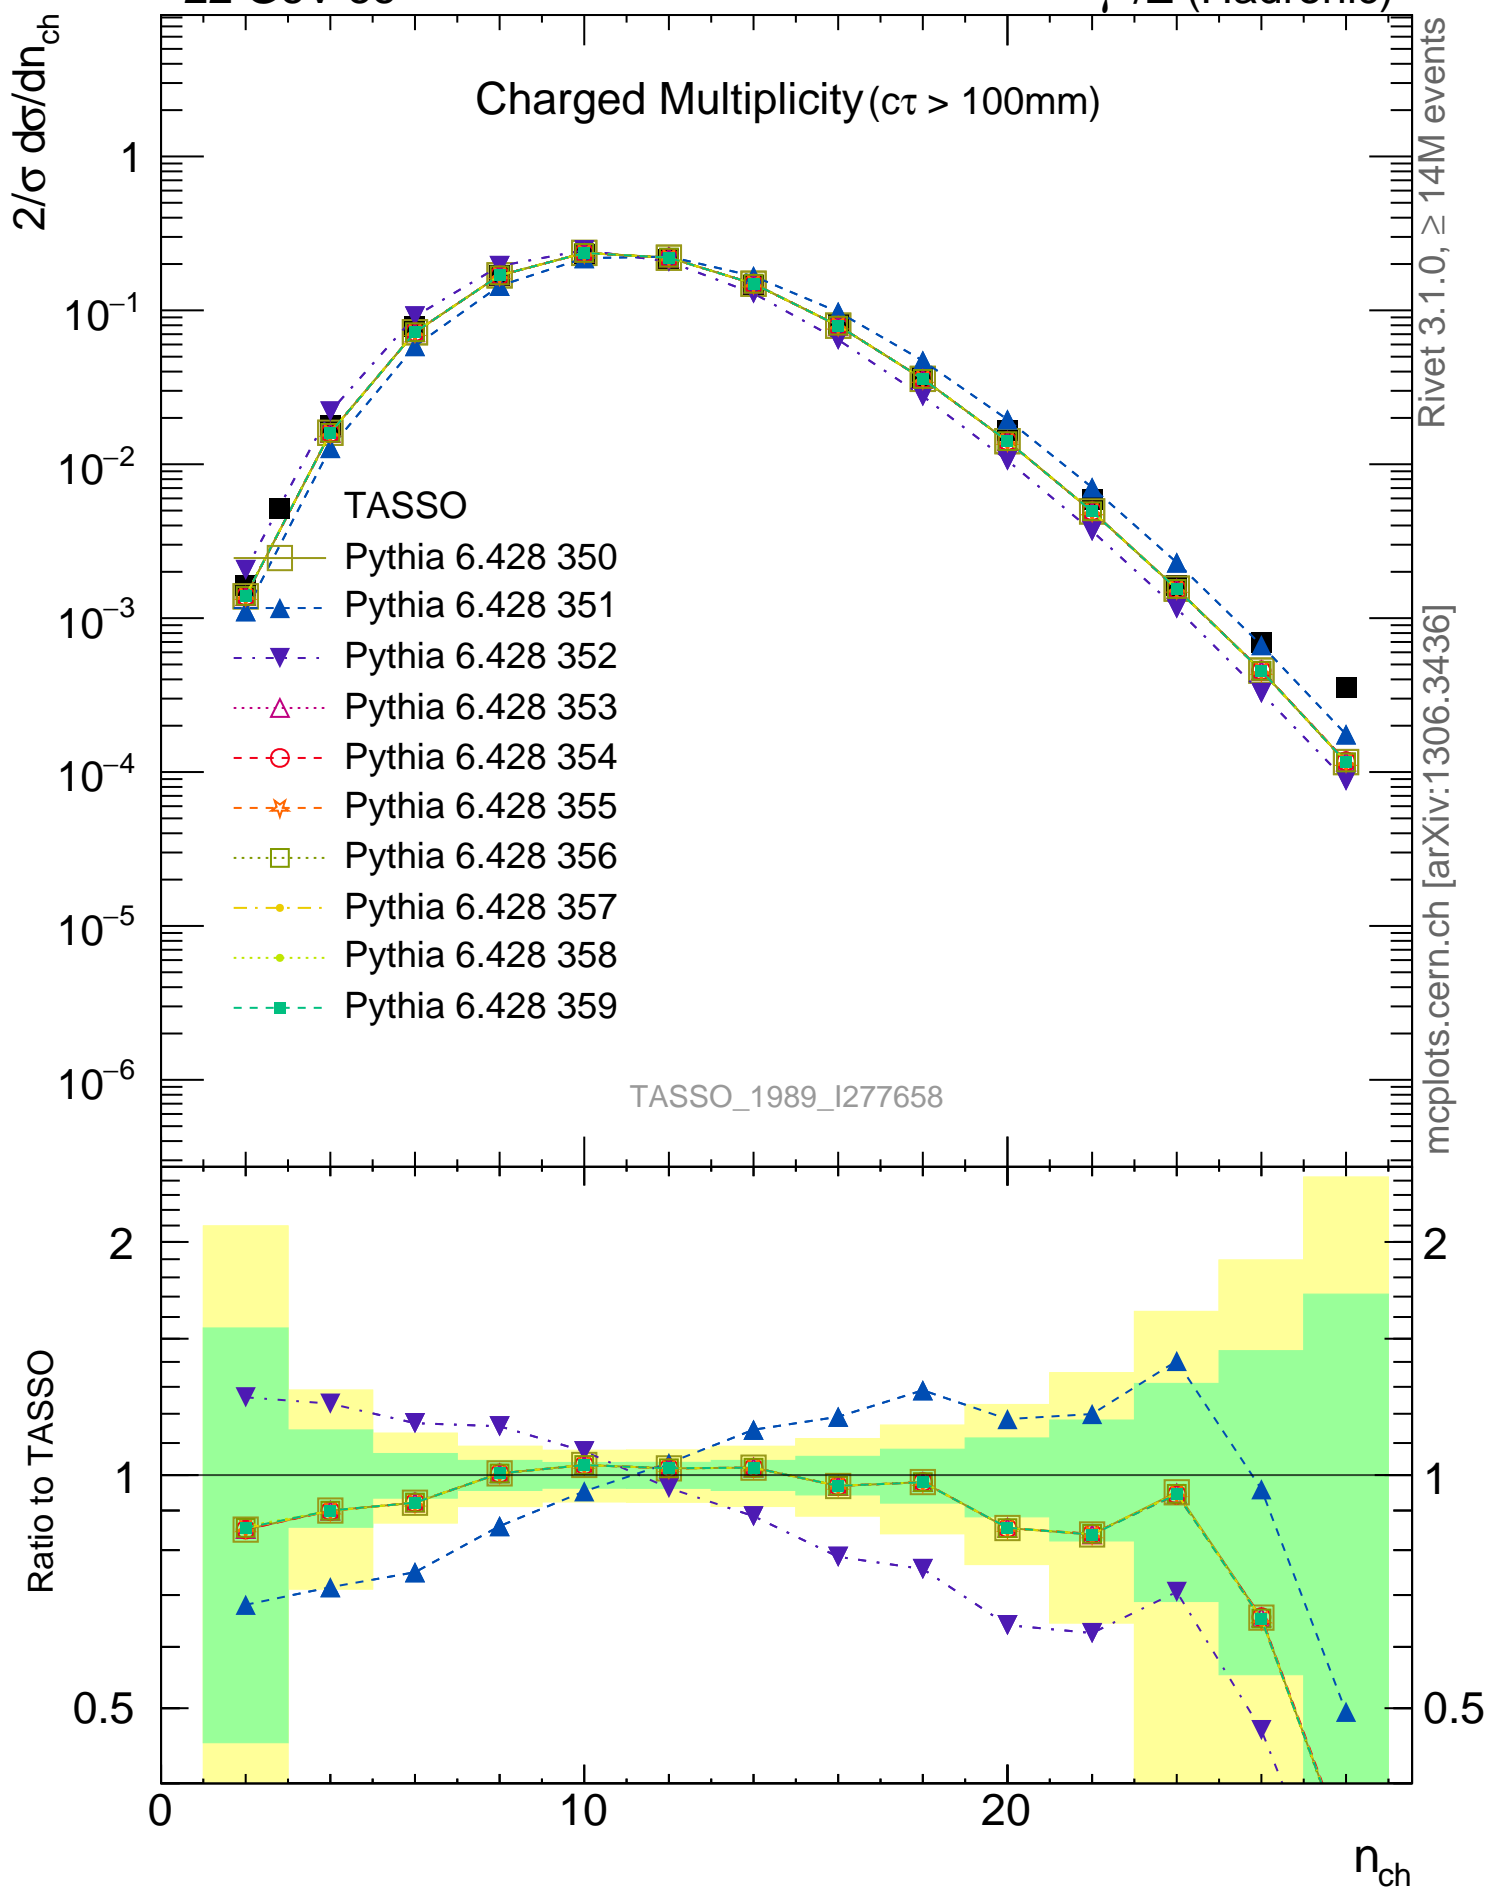 22 GeV ee
γ*/Z (Hadronic)
2/σ dσ/dn_ch
Charged Multiplicity (cτ > 100mm)
1
10⁻¹
10⁻²
10⁻³
10⁻⁴
10⁻⁵
10⁻⁶
TASSO
Pythia 6.428 350
Pythia 6.428 351
Pythia 6.428 352
Pythia 6.428 353
Pythia 6.428 354
Pythia 6.428 355
Pythia 6.428 356
Pythia 6.428 357
Pythia 6.428 358
Pythia 6.428 359
TASSO_1989_I277658
Rivet 3.1.0, ≥ 14M events
mcplots.cern.ch [arXiv:1306.3436]
Ratio to TASSO
2
1
0.5
2
1
0.5
0
10
20
n_ch